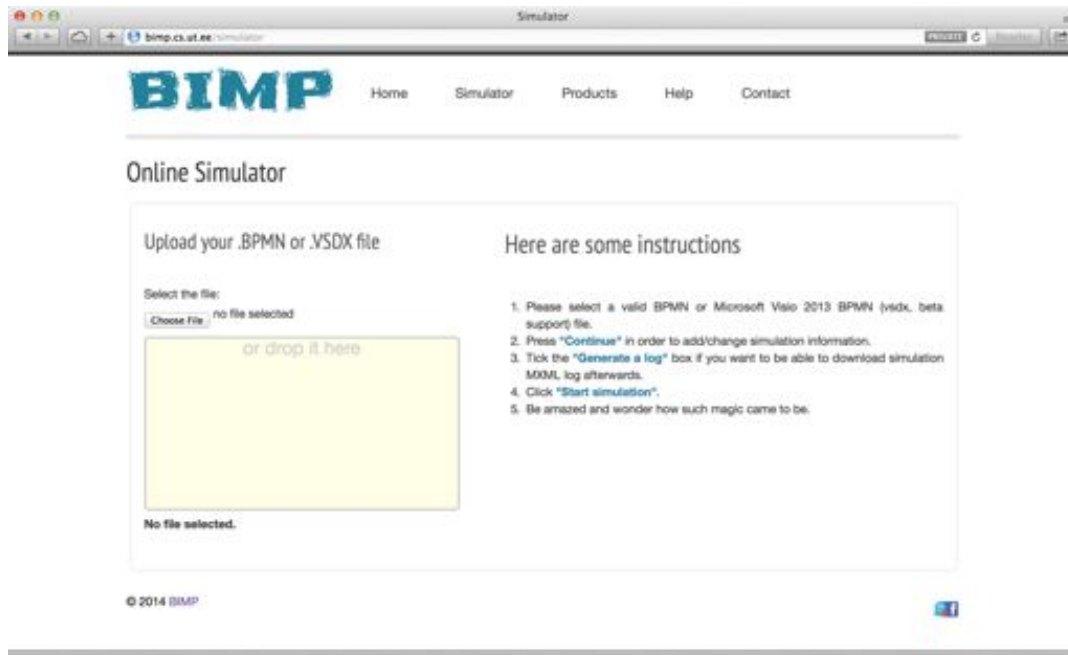 Simulator
bimp.cs.ut.ee/simulator
PRIVATE
Reader
BIMP
Home Simulator Products Help Contact
Online Simulator
Upload your .BPMN or .VSDX file
Select the file:
Choose File no file selected
or drop it here
No file selected.
Here are some instructions
1. Please select a valid BPMN or Microsoft Visio 2013 BPMN (vsdx, beta
support) file.
2. Press "Continue" in order to add/change simulation information.
3. Tick the "Generate a log" box if you want to be able to download simulation
MXML log afterwards.
4. Click "Start simulation".
5. Be amazed and wonder how such magic came to be.
© 2014 BIMP